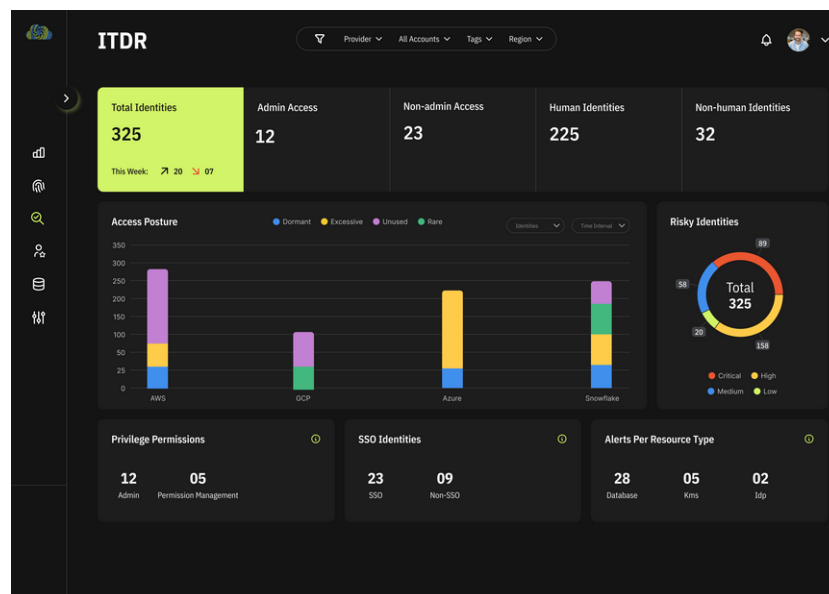 ITDR
Provider All Accounts Tags Region
Total Identities
325
This Week: 20 07
Admin Access
12
Non-admin Access
23
Human Identities
225
Non-human Identities
32
Access Posture
Dormant Excessive Unused Rare
Identities Time Interval
350
300
250
200
150
100
50
25
0
AWS GCP Azure Snowflake
Risky Identities
89
58
Total
325
20
158
Critical High
Medium Low
Privilege Permissions
12 05
Admin Permission Management
SSO Identities
23 09
SSO Non-SSO
Alerts Per Resource Type
28 05 02
Database Kms Idp